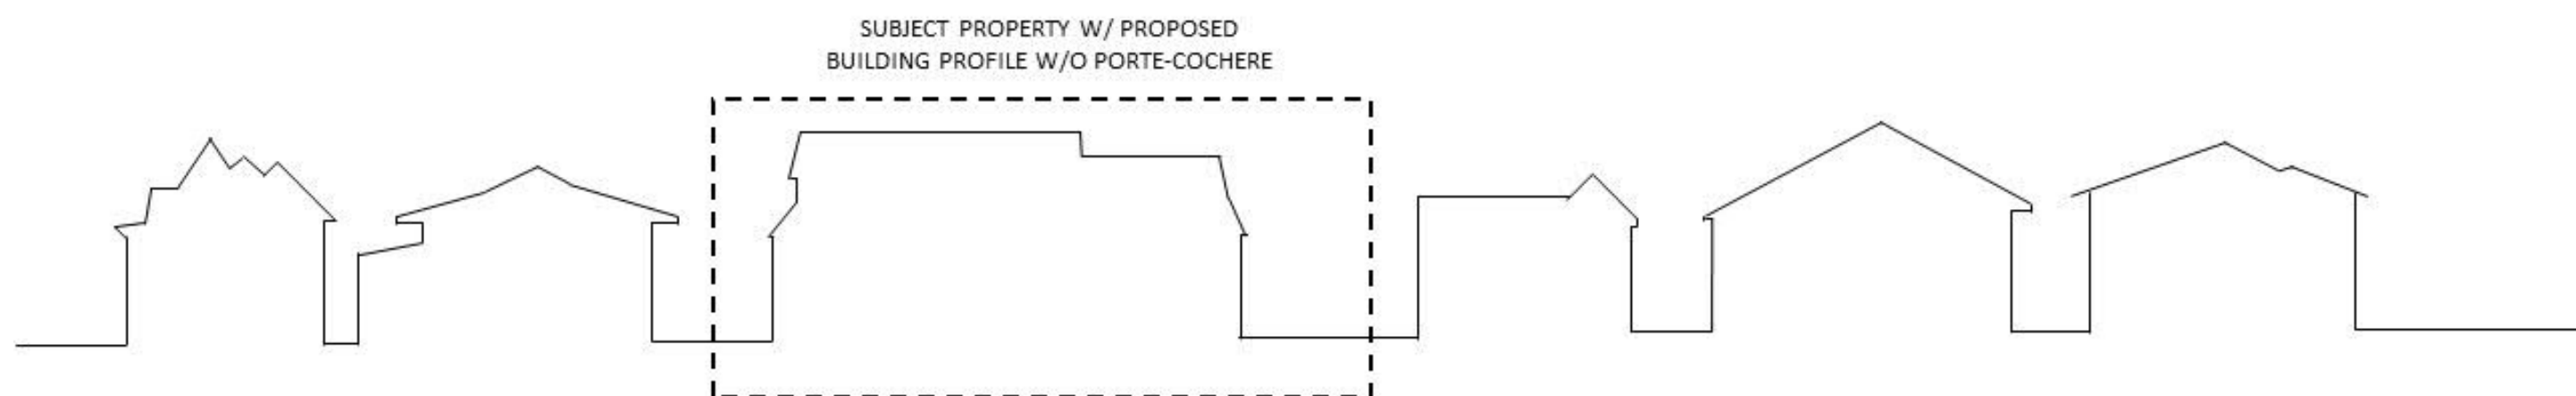 SUBJECT PROPERTY W/ PROPOSED
BUILDING PROFILE W/O PORTE-COCHERE